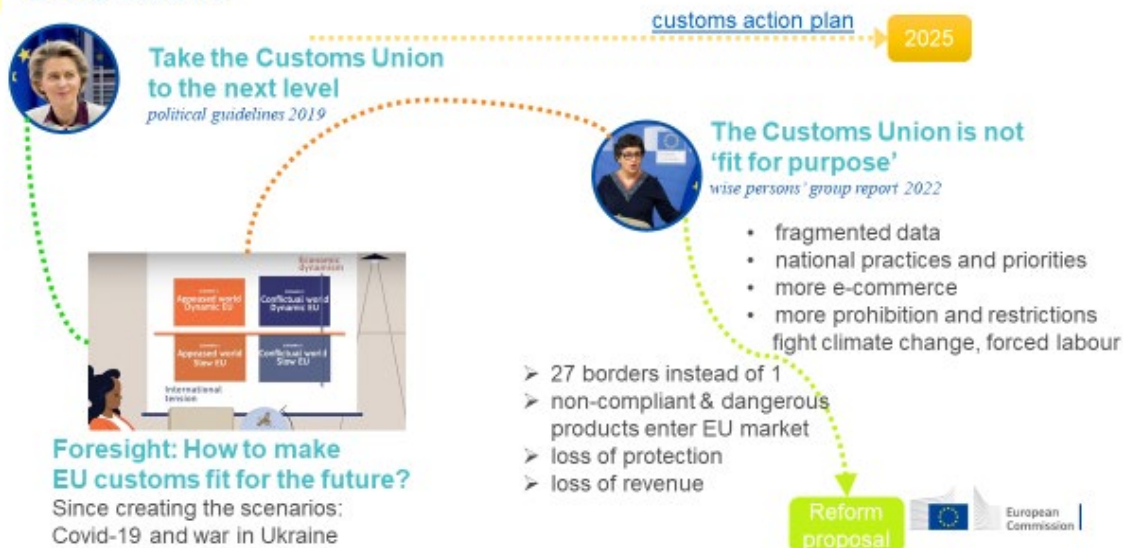 customs action plan
2025
Take the Customs Union
to the next level
political guidelines 2019
The Customs Union is not
‘fit for purpose’
wise persons’ group report 2022
• fragmented data
• national practices and priorities
• more e-commerce
• more prohibition and restrictions
fight climate change, forced labour
Economic
dynamism
Appeased world
Dynamic EU
Conflictual world
Dynamic EU
Appeased world
Slow EU
Conflictual world
Slow EU
International
tension
➢ 27 borders instead of 1
➢ non-compliant & dangerous
products enter EU market
➢ loss of protection
➢ loss of revenue
Foresight: How to make
EU customs fit for the future?
Since creating the scenarios:
Covid-19 and war in Ukraine
Reform
proposal
European
Commission